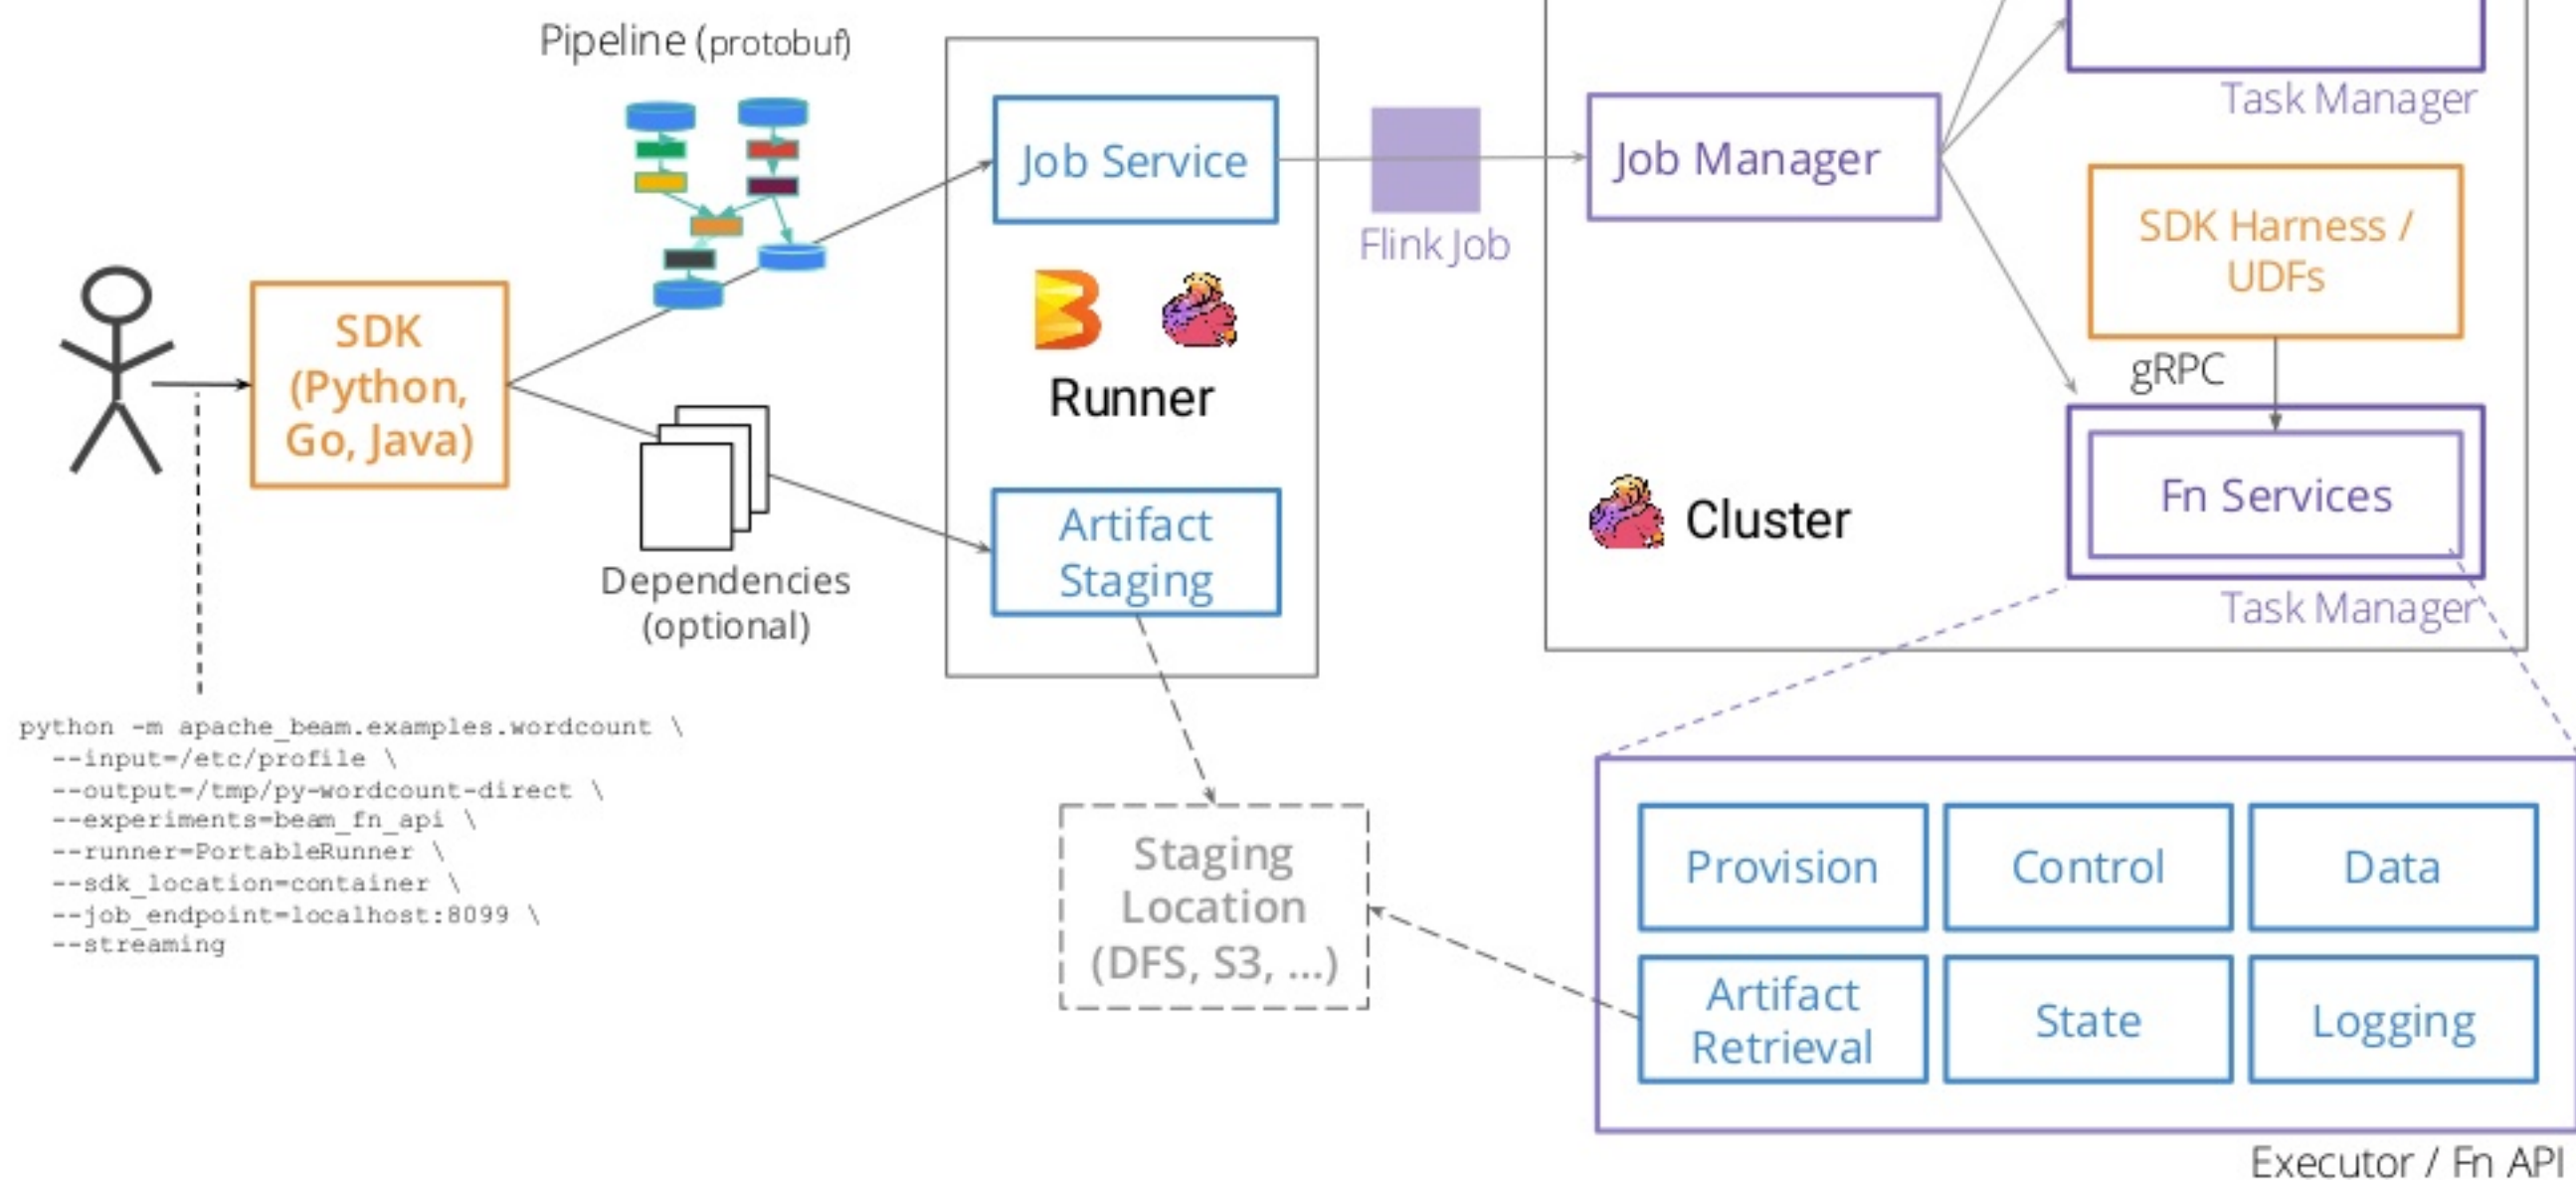 Pipeline (protobuf)
SDK
(Python,
Go, Java)
Dependencies
(optional)
python -m apache_beam.examples.wordcount \
--input=/etc/profile \
--output=/tmp/py-wordcount-direct \
--experiments=beam_fn_api \
--runner=PortableRunner \
--sdk_location=container \
--job_endpoint=localhost:8099 \
--streaming
Job Service
Runner
Artifact
Staging
Staging
Location
(DFS, S3, ...)
Flink Job
Job Manager
Cluster
Task Manager
SDK Harness /
UDFs
gRPC
Fn Services
Task Manager
Provision
Control
Data
Artifact
Retrieval
State
Logging
Executor / Fn API